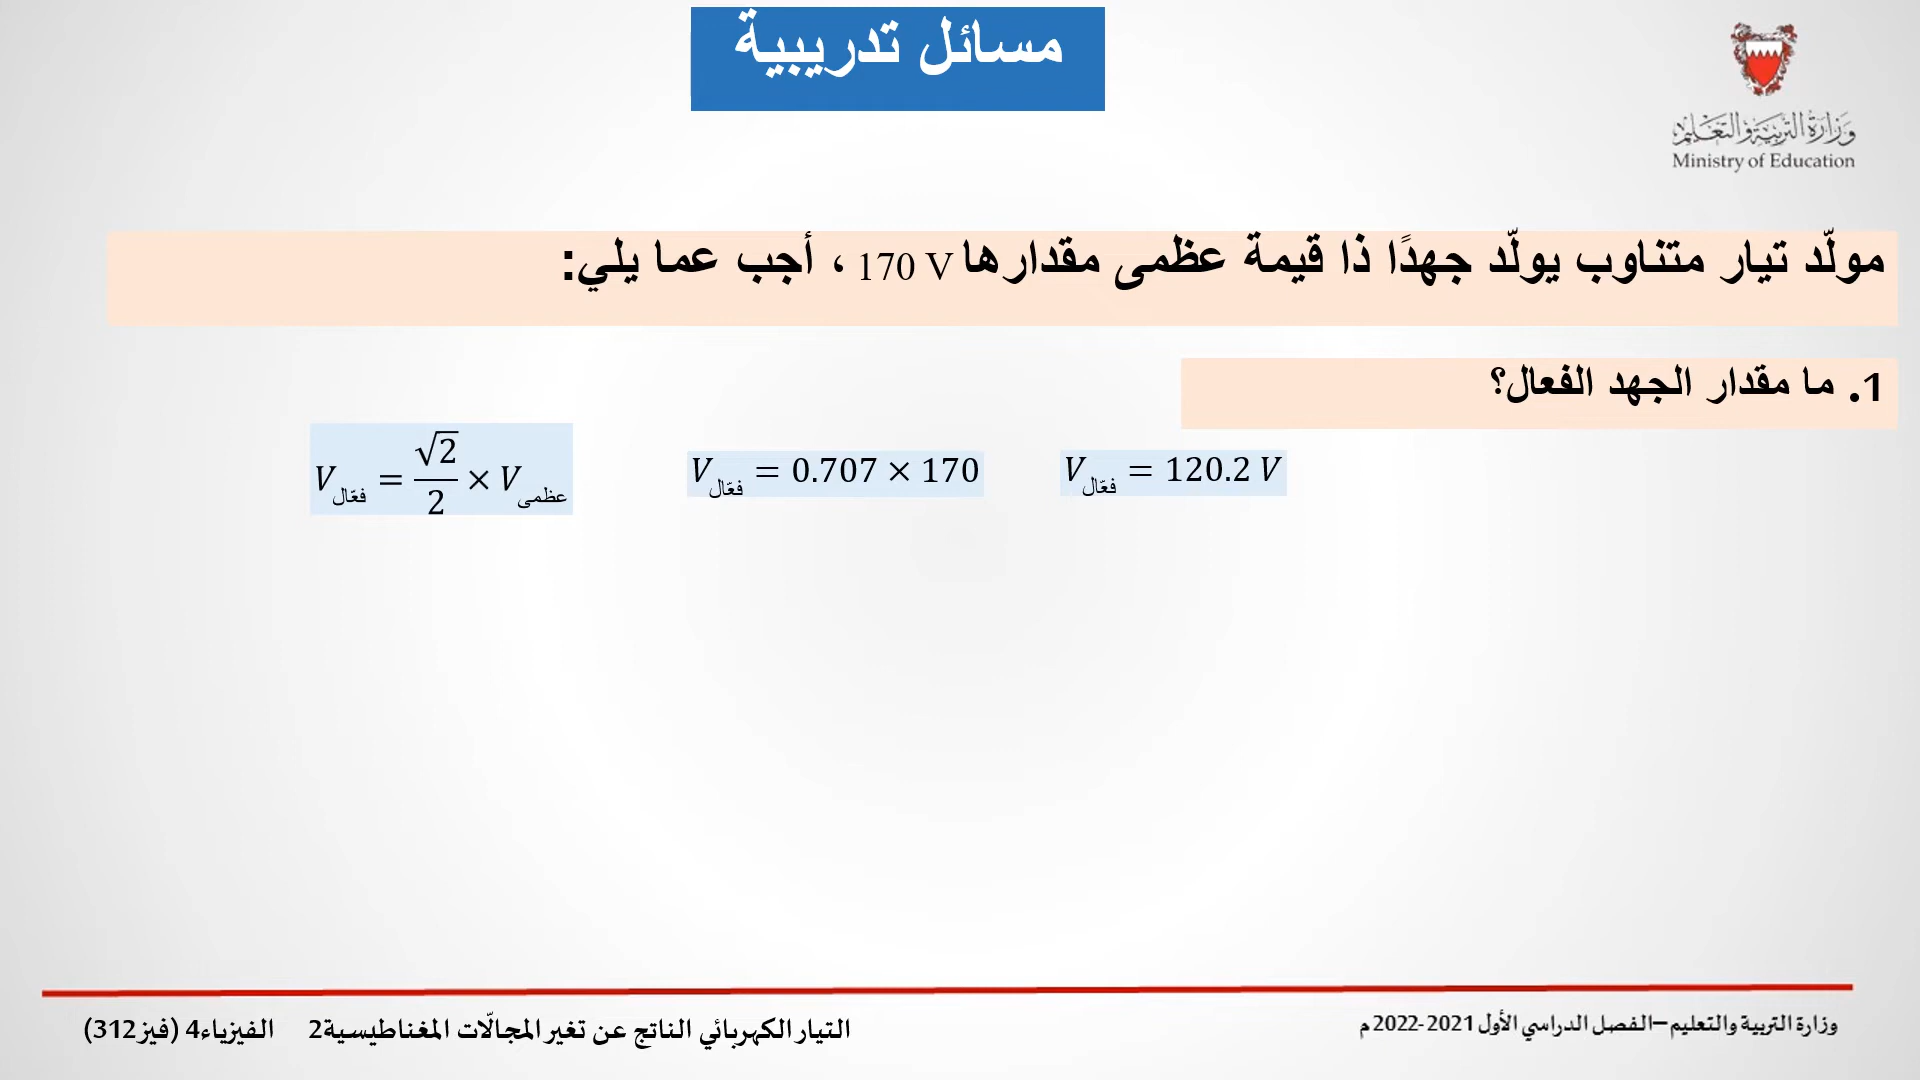 مسائل تدريبية
وزارة التربية والتعليم
Ministry of Education
مولّد تيار متناوب يولّد جهدًا ذا قيمة عظمى مقدارها 170 V ، أجب عما يلي:
1. ما مقدار الجهد الفعال؟
V فعّال = √2/2 × V عظمى
V فعّال = 0.707 × 170
V فعّال = 120.2 V
وزارة التربية والتعليم –الفصل الدراسي الأول 2021-2022م
التيار الكهربائي الناتج عن تغير المجالّات المغناطيسية2 الفيزياء4 (فيز312)